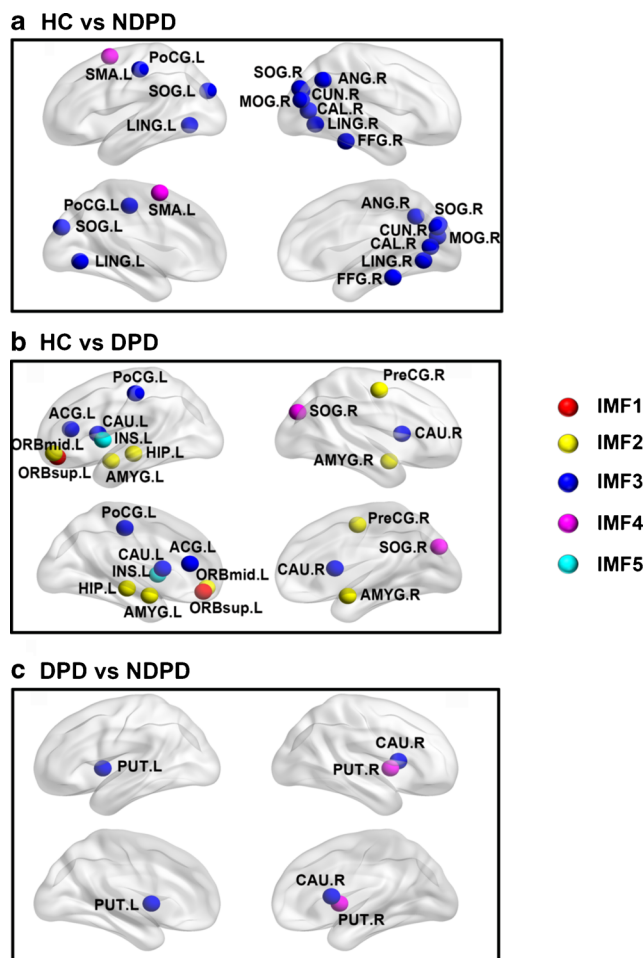 a HC vs NDPD
PoCG.L
SMA.L
SOG.L
LING.L
SOG.R
ANG.R
CUN.R
MOG.R
CAL.R
LING.R
FFG.R
PoCG.L
SMA.L
SOG.L
LING.L
ANG.R
SOG.R
CUN.R
MOG.R
CAL.R
LING.R
FFG.R
b HC vs DPD
PoCG.L
ACG.L
CAU.L
INS.L
ORBmid.L
HIP.L
ORBsup.L
AMYG.L
PreCG.R
SOG.R
CAU.R
AMYG.R
PoCG.L
CAU.L
ACG.L
INS.L
ORBmid.L
HIP.L
ORBsup.L
AMYG.L
PreCG.R
SOG.R
CAU.R
AMYG.R
IMF1
IMF2
IMF3
IMF4
IMF5
c DPD vs NDPD
PUT.L
CAU.R
PUT.R
PUT.L
CAU.R
PUT.R